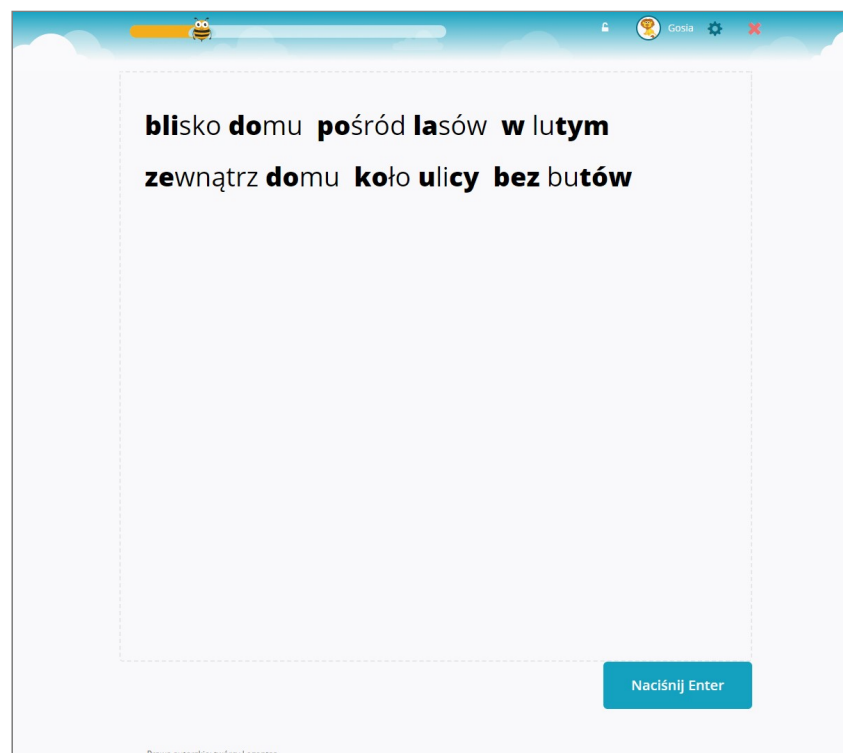 Gosia
blisko domu pośród lasów w lutym
zewnątrz domu koło ulicy bez butów
Naciśnij Enter